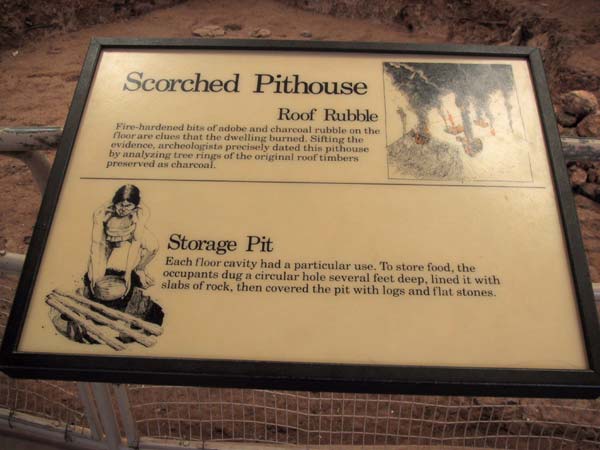 Scorched Pithouse
Roof Rubble
Fire-hardened bits of adobe and charcoal rubble on the
floor are clues that the dwelling burned. Sifting the
evidence, archeologists precisely dated this pithouse
by analyzing tree rings of the original roof timbers
preserved as charcoal.
Storage Pit
Each floor cavity had a particular use. To store food, the
occupants dug a circular hole several feet deep, lined it with
slabs of rock, then covered the pit with logs and flat stones.